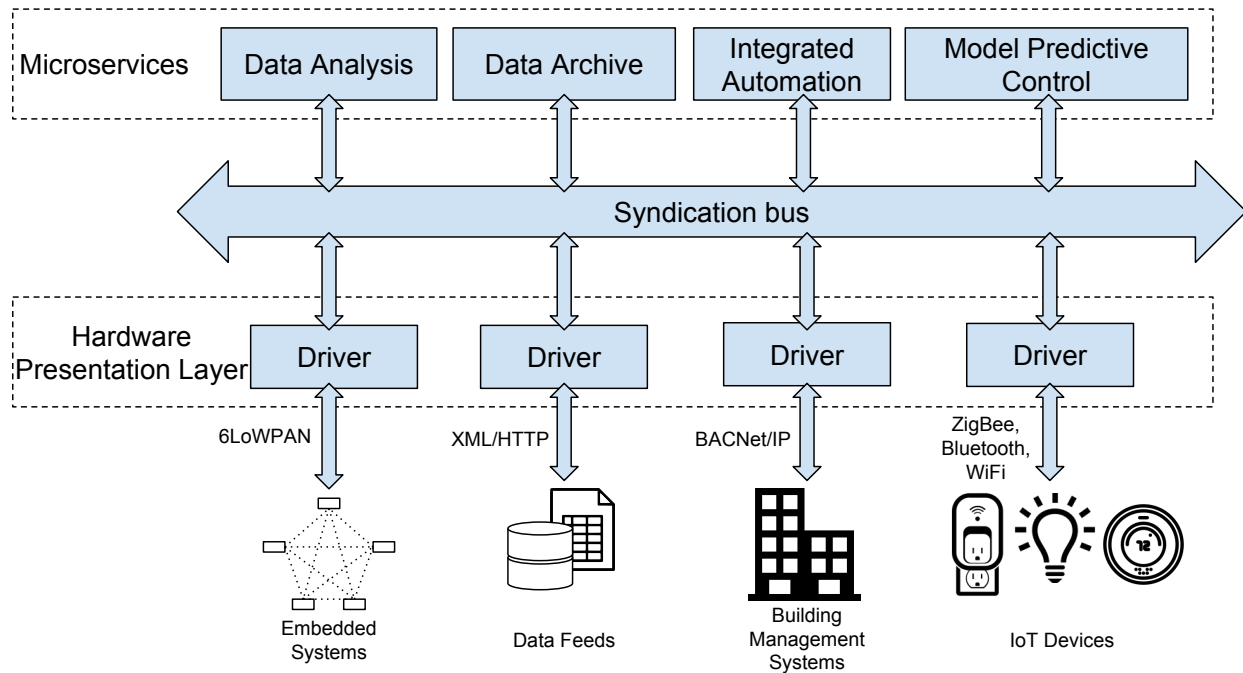 Microservices
Data Analysis
Data Archive
Integrated
Automation
Model Predictive
Control
Syndication bus
Hardware
Presentation Layer
Driver
Driver
Driver
Driver
6LoWPAN
XML/HTTP
BACNet/IP
ZigBee,
Bluetooth,
WiFi
72
Embedded
Systems
Data Feeds
Building
Management
Systems
IoT Devices